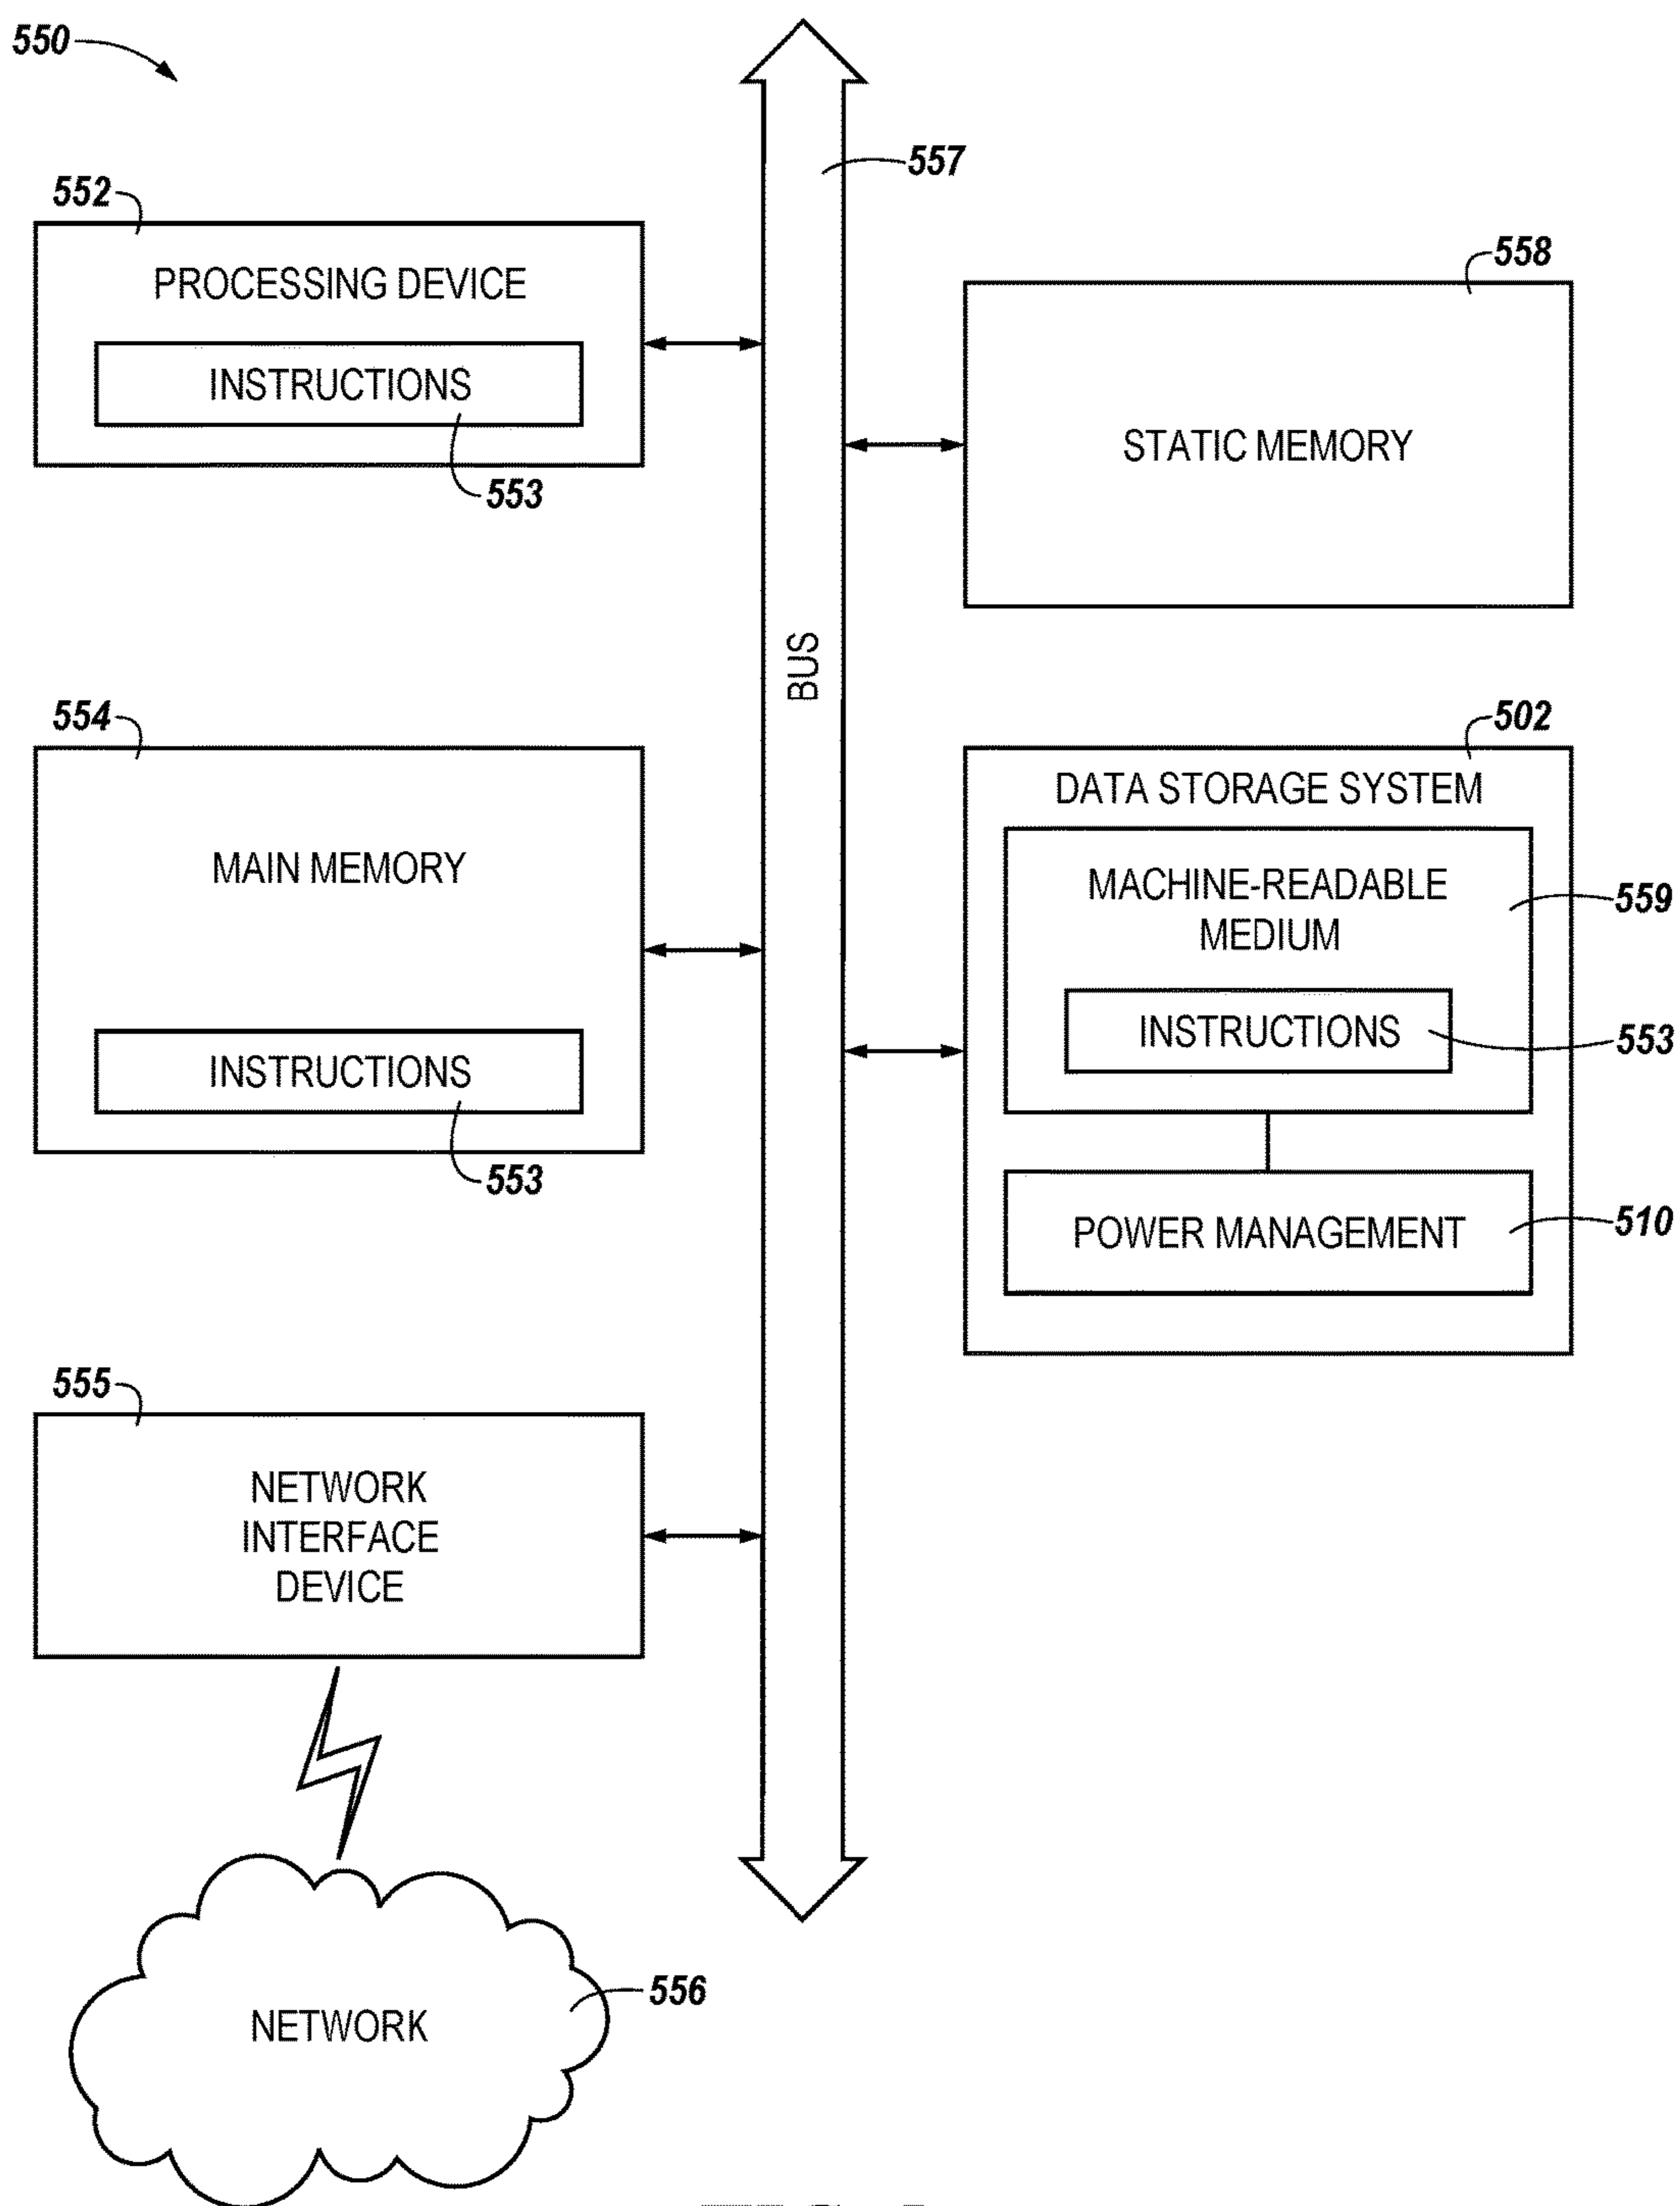 550
557
552
PROCESSING DEVICE
INSTRUCTIONS
553
558
STATIC MEMORY
BUS
554
MAIN MEMORY
INSTRUCTIONS
553
502
DATA STORAGE SYSTEM
MACHINE-READABLE
MEDIUM
559
INSTRUCTIONS
553
POWER MANAGEMENT
510
555
NETWORK
INTERFACE
DEVICE
NETWORK
556